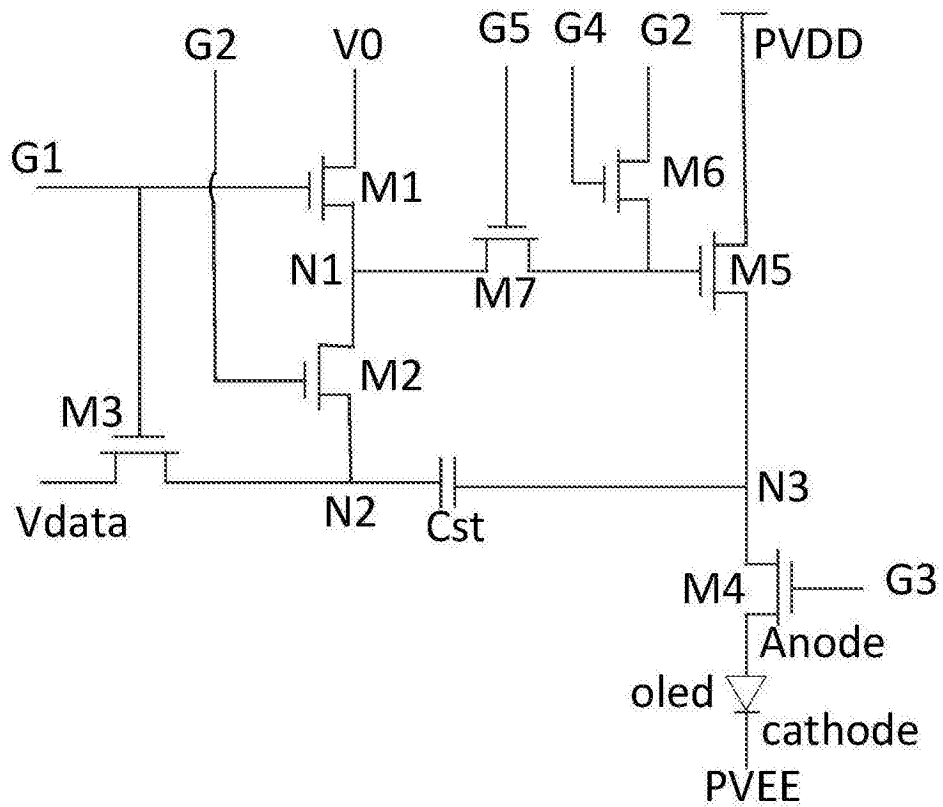 G2 V0 G5 G4 G2 PVDD
G1 M1 M6
N1 M7 M5
M2
M3
Vdata N2 Cst N3
M4 G3
Anode
oled
cathode
PVEE